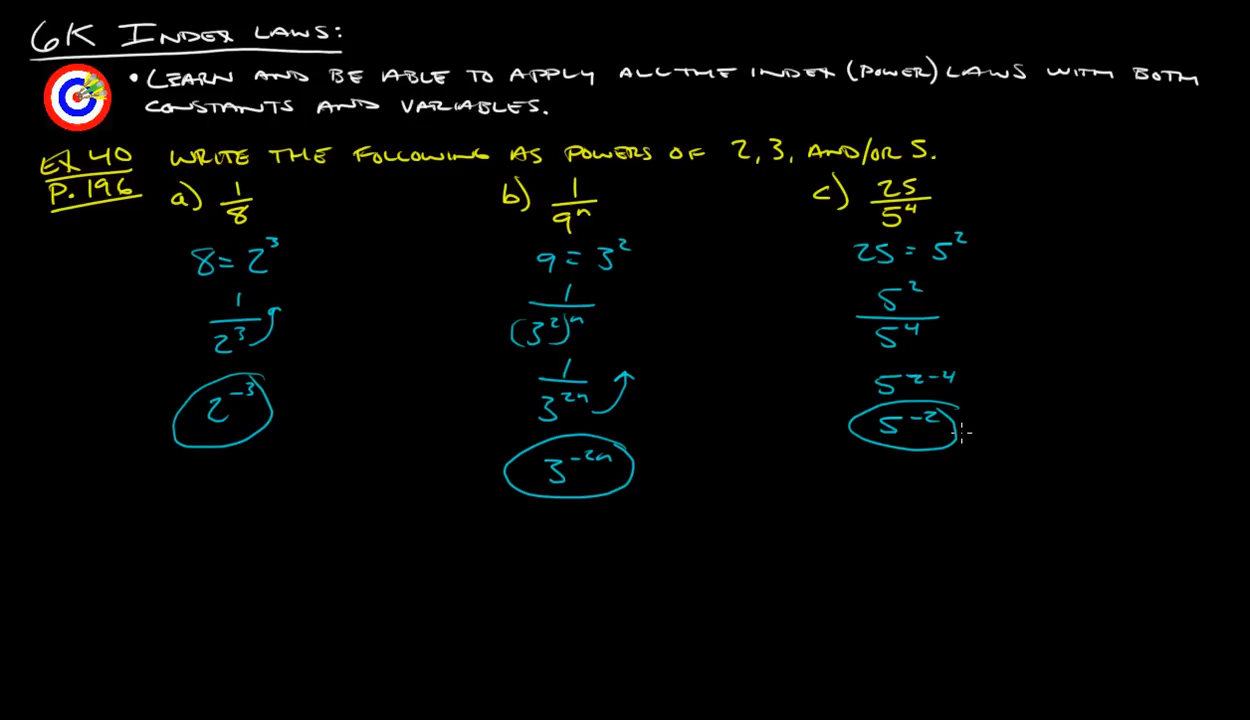 6K INDEX LAWS:
• LEARN AND BE ABLE TO APPLY ALL THE INDEX (POWER) LAWS WITH BOTH
CONSTANTS AND VARIABLES.
EX 40 WRITE THE FOLLOWING AS POWERS OF 2, 3, AND/OR 5.
P. 196
a) 1/8
8 = 2^3
1/2^3
2^-3
b) 1/9^n
9 = 3^2
1/(3^2)^n
1/3^2n
3^-2n
c) 25/5^4
25 = 5^2
5^2/5^4
5^2-4
5^-2